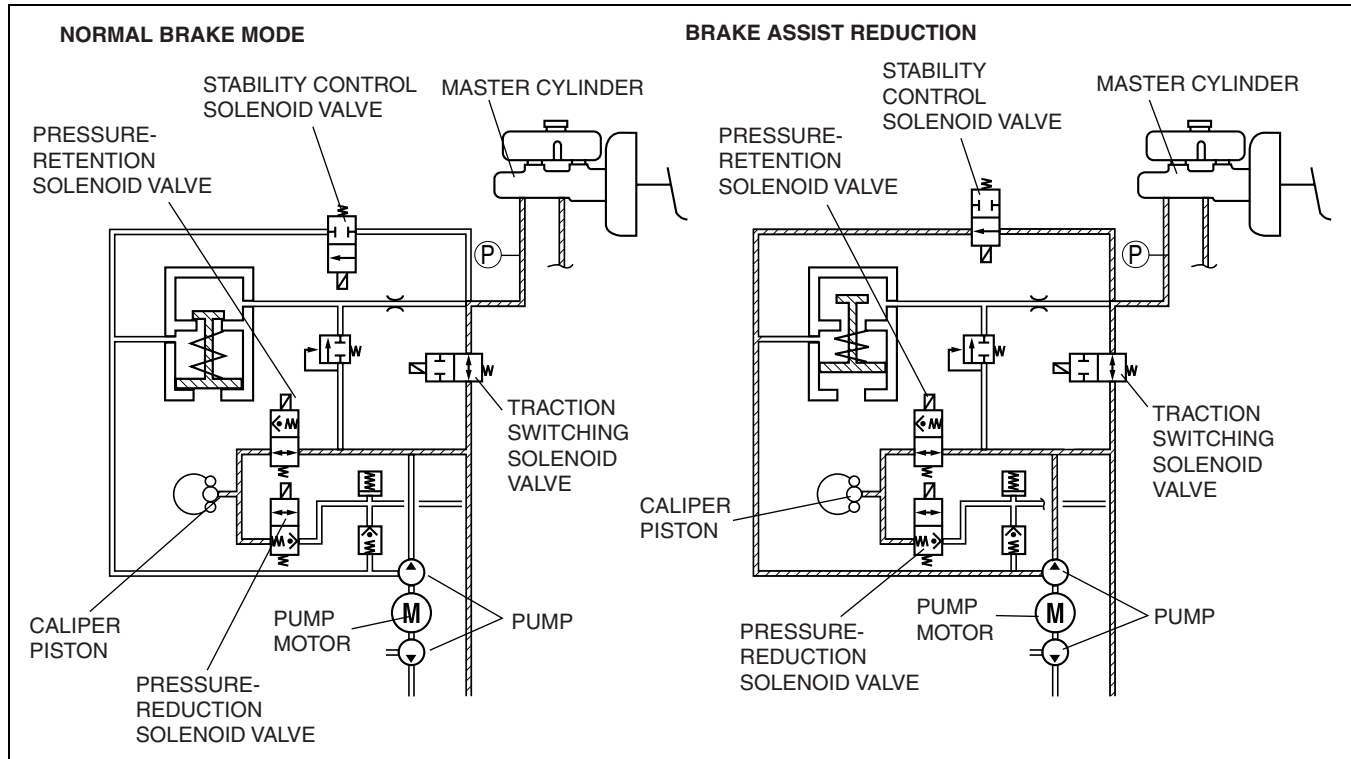 NORMAL BRAKE MODE
STABILITY CONTROL
SOLENOID VALVE
MASTER CYLINDER
PRESSURE-
RETENTION
SOLENOID VALVE
P
TRACTION
SWITCHING
SOLENOID
VALVE
CALIPER
PISTON
PUMP
MOTOR
M
PUMP
PRESSURE-
REDUCTION
SOLENOID VALVE
BRAKE ASSIST REDUCTION
STABILITY
CONTROL
SOLENOID VALVE
MASTER CYLINDER
PRESSURE-
RETENTION
SOLENOID VALVE
P
TRACTION
SWITCHING
SOLENOID
VALVE
CALIPER
PISTON
PUMP
MOTOR
M
PUMP
PRESSURE-
REDUCTION
SOLENOID VALVE